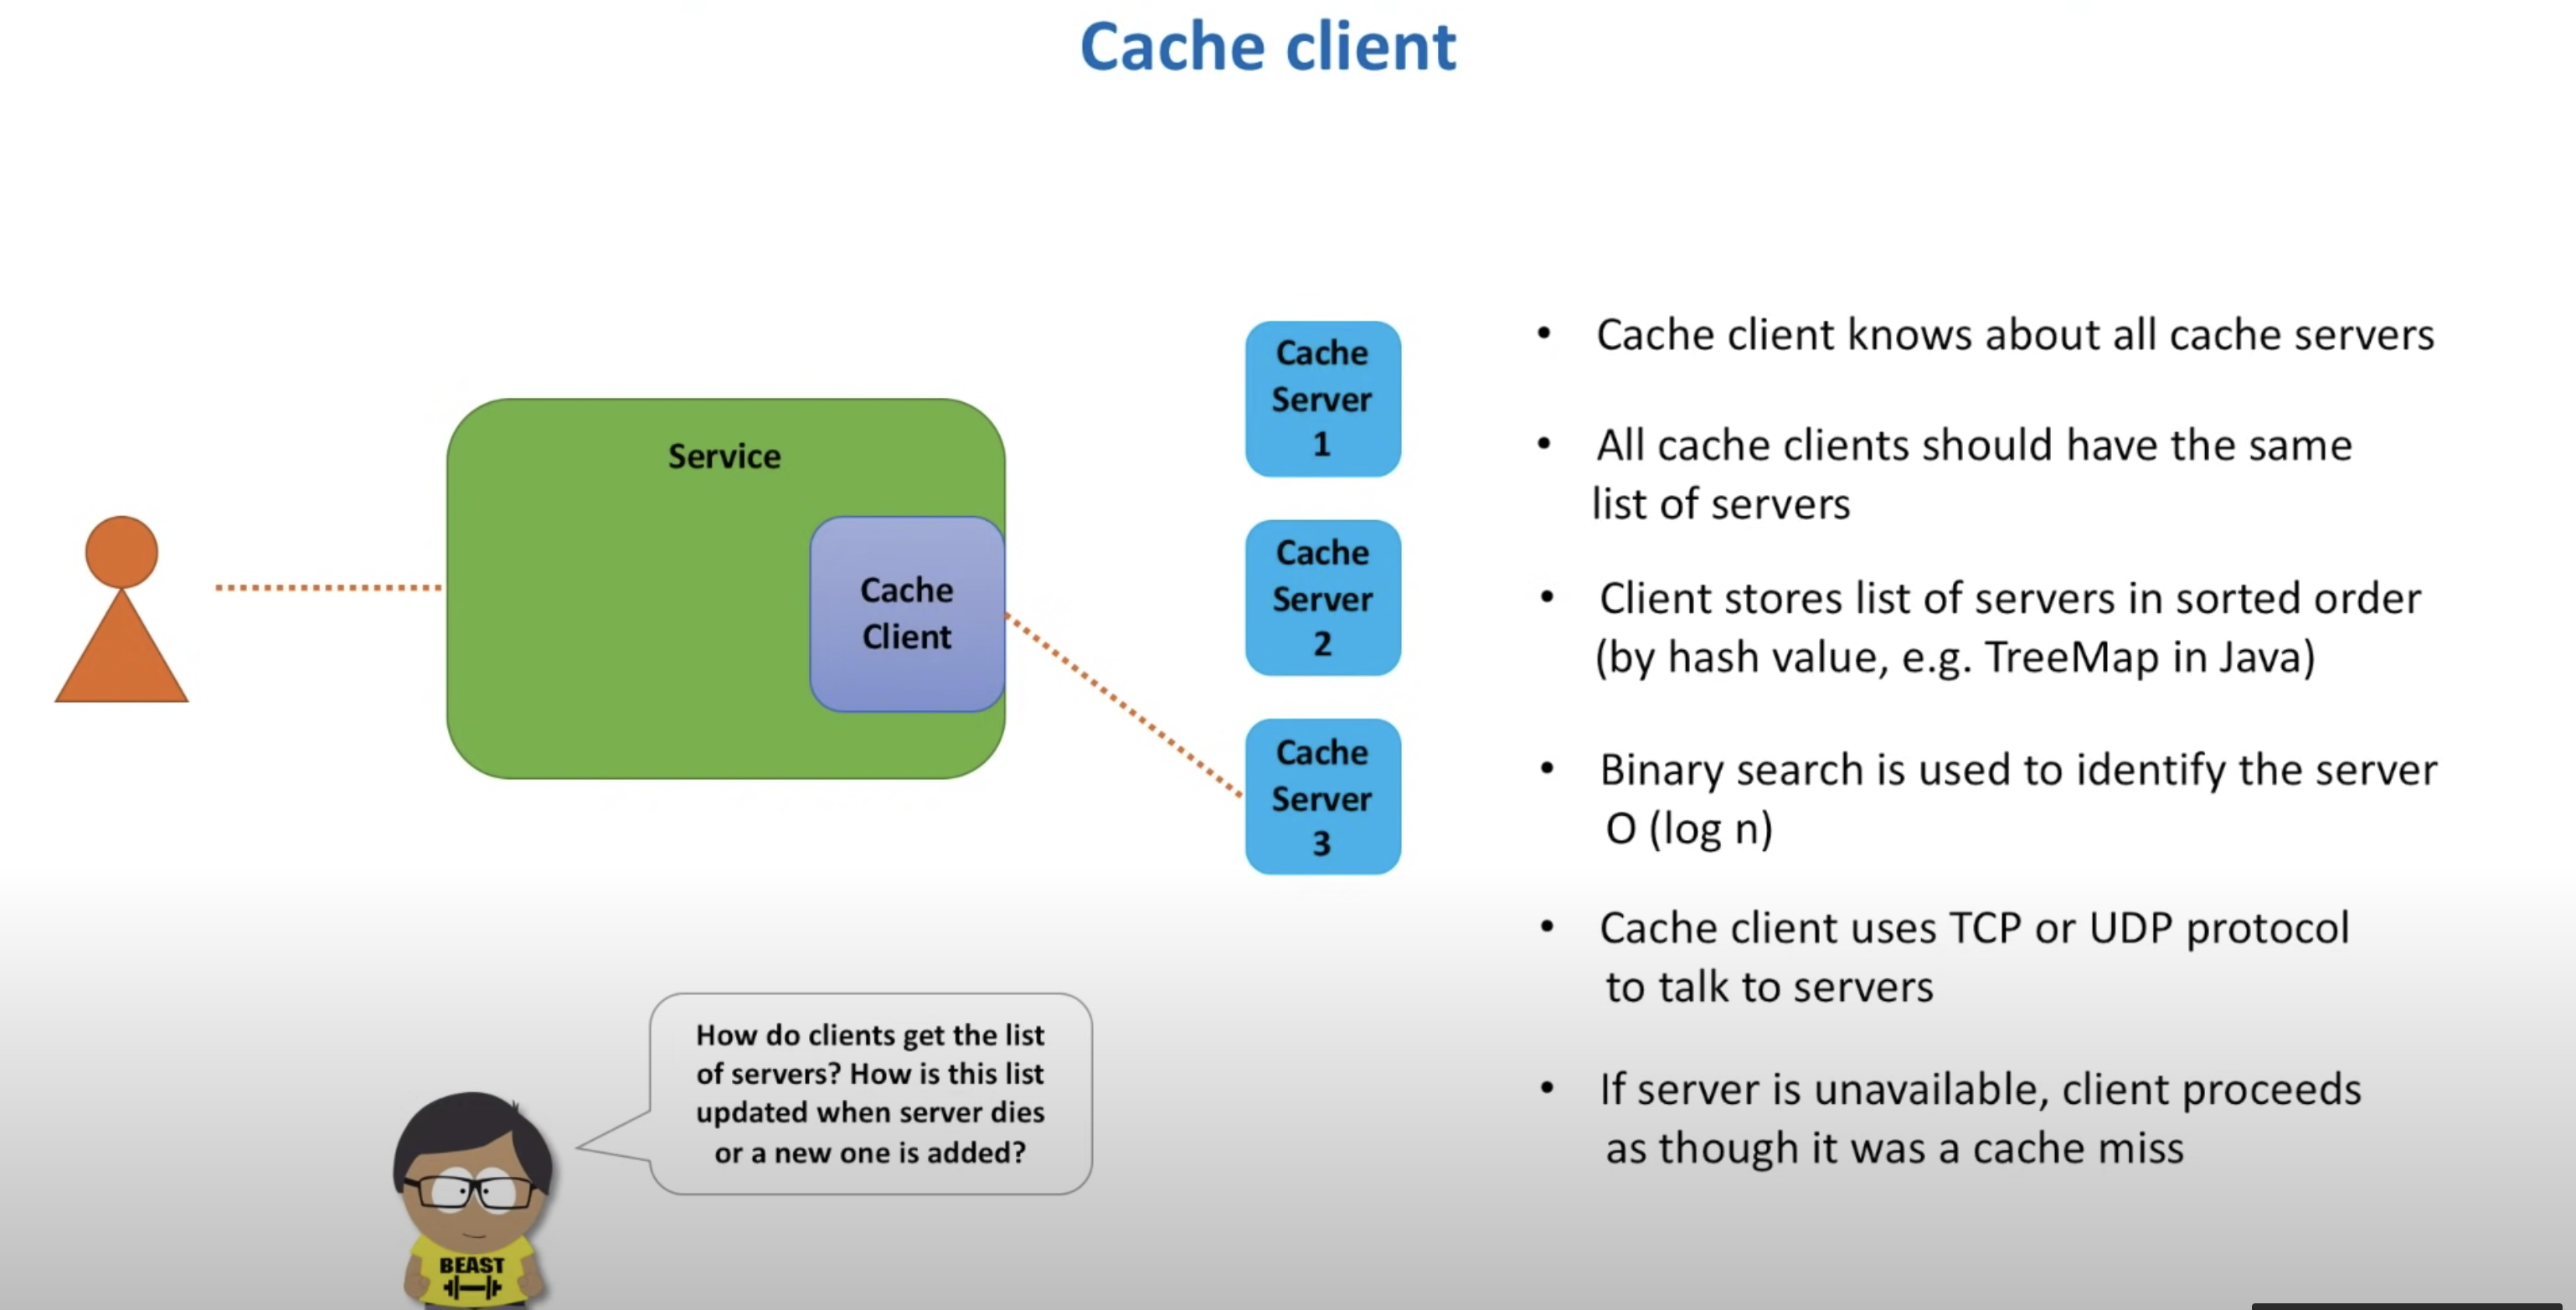 Cache client
Service
Cache
Client
Cache
Server
1
Cache
Server
2
Cache
Server
3
• Cache client knows about all cache servers
• All cache clients should have the same
list of servers
• Client stores list of servers in sorted order
(by hash value, e.g. TreeMap in Java)
• Binary search is used to identify the server
O (log n)
• Cache client uses TCP or UDP protocol
to talk to servers
• If server is unavailable, client proceeds
as though it was a cache miss
How do clients get the list
of servers? How is this list
updated when server dies
or a new one is added?
BEAST